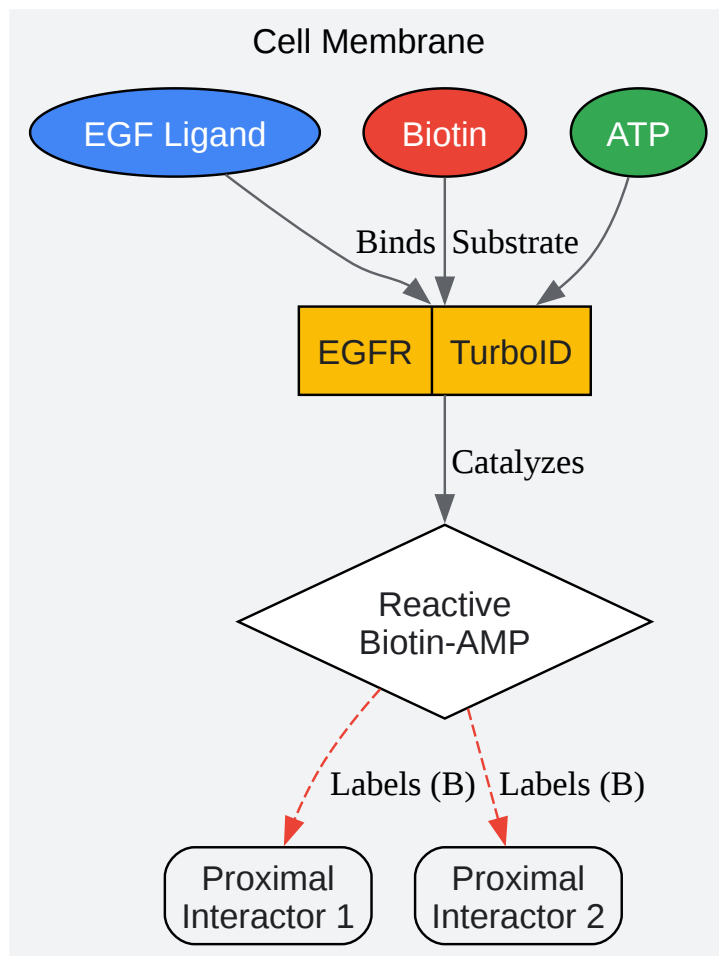 Cell Membrane
EGF Ligand
Biotin
ATP
Binds
Substrate
EGFR
TurboID
Catalyzes
Reactive
Biotin-AMP
Labels (B)
Labels (B)
Proximal
Interactor 1
Proximal
Interactor 2